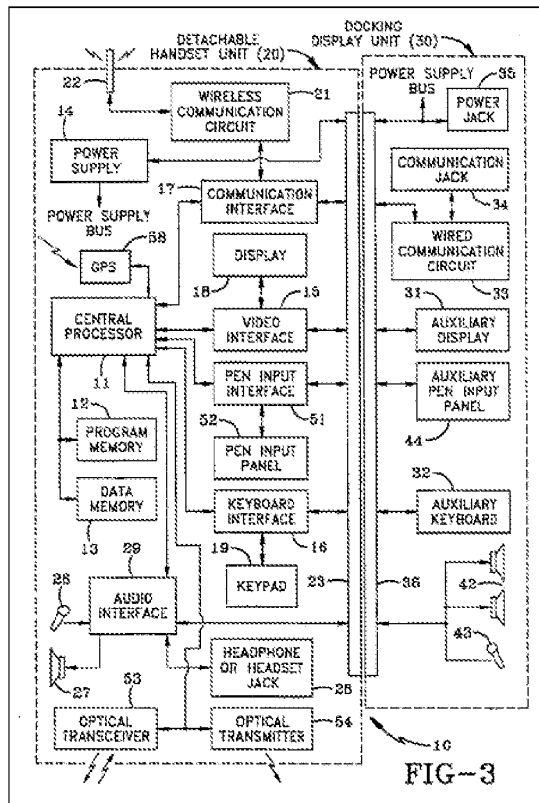 DETACHABLE
HANDSET UNIT (20)
DOCKING
DISPLAY UNIT (30)
22
WIRELESS
COMMUNICATION
CIRCUIT
21
14
POWER
SUPPLY
POWER SUPPLY
BUS
17
COMMUNICATION
INTERFACE
58
GPS
DISPLAY
18
15
CENTRAL
PROCESSOR
11
VIDEO
INTERFACE
PEN INPUT
INTERFACE
51
12
PROGRAM
MEMORY
52
PEN INPUT
PANEL
DATA
MEMORY
13
KEYBOARD
INTERFACE
16
29
19
KEYPAD
23
28
AUDIO
INTERFACE
27
HEADPHONE
OR HEADSET
JACK
26
53
OPTICAL
TRANSCEIVER
OPTICAL
TRANSMITTER
54
POWER SUPPLY
BUS
35
POWER
JACK
COMMUNICATION
JACK
34
WIRED
COMMUNICATION
CIRCUIT
33
31
AUXILIARY
DISPLAY
AUXILIARY
PEN INPUT
PANEL
44
32
AUXILIARY
KEYBOARD
36
42
43
10
FIG-3